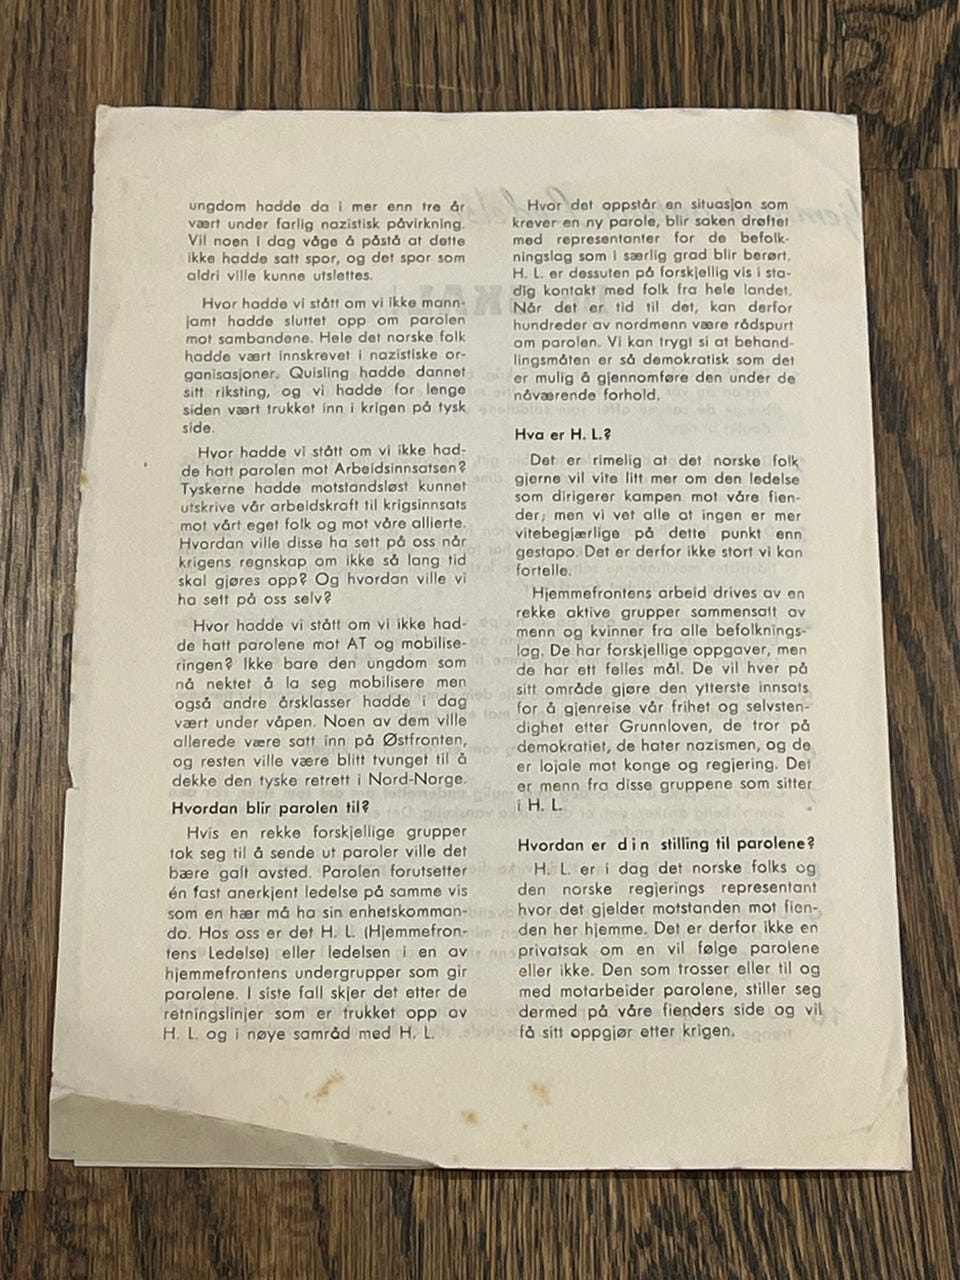 ungdom hadde da i mer enn tre år
vært under farlig nazistisk påvirkning.
Vil noen i dag våge å påstå at dette
ikke hadde satt spor, og det spor som
aldri ville kunne utslettes.
Hvor hadde vi stått om vi ikke mann-
jamt hadde sluttet opp om parolen
mot sambandene. Hele det norske folk
hadde vært innskrevet i nazistiske or-
ganisasjoner. Quisling hadde dannet
sitt riksting, og vi hadde for lenge
siden vært trukket inn i krigen på tysk
side.
Hvor hadde vi stått om vi ikke had-
de hatt parolen mot Arbeidsinnsatsen?
Tyskerne hadde motstandsløst kunnet
utskrive vår arbeidskraft til krigsinnsats
mot vårt eget folk og mot våre allierte.
Hvordan ville disse ha sett på oss når
krigens regnskap om ikke så lang tid
skal gjøres opp? Og hvordan ville vi
ha sett på oss selv?
Hvor hadde vi stått om vi ikke had-
de hatt parolene mot AT og mobilise-
ringen? Ikke bare den ungdom som
nå nektet å la seg mobilisere men
også andre årsklasser hadde i dag
vært under våpen. Noen av dem ville
allerede være satt inn på Østfronten,
og resten ville være blitt tvunget til å
dekke den tyske retrett i Nord-Norge.
Hvordan blir parolen til?
Hvis en rekke forskjellige grupper
tok seg til å sende ut paroler ville det
bære galt avsted. Parolen forutsetter
én fast anerkjent ledelse på samme vis
som en hær må ha sin enhetskomman-
do. Hos oss er det H. L. (Hjemmefron-
tens Ledelse) eller ledelsen i en av
hjemmefrontens undergrupper som gir
parolene. I siste fall skjer det etter de
retningslinjer som er trukket opp av
H. L. og i nøye samråd med H. L.
Hvor det oppstår en situasjon som
krever en ny parole, blir saken drøftet
med representanter for de befolk-
ningslag som i særlig grad blir berørt.
H. L. er dessuten på forskjellig vis i sta-
dig kontakt med folk fra hele landet.
Når det er tid til det, kan derfor
hundreder av nordmenn være rådspurt
om parolen. Vi kan trygt si at behand-
lingsmåten er så demokratisk som det
er mulig å gjennomføre den under de
nåværende forhold.
Hva er H. L.?
Det er rimelig at det norske folk
gjerne vil vite litt mer om den ledelse
som dirigerer kampen mot våre fien-
der; men vi vet alle at ingen er mer
vitebegjærlige på dette punkt enn
gestapo. Det er derfor ikke stort vi kan
fortelle.
Hjemmefrontens arbeid drives av en
rekke aktive grupper sammensatt av
menn og kvinner fra alle befolknings-
lag. De har forskjellige oppgaver, men
de har ett felles mål. De vil hver på
sitt område gjøre den ytterste innsats
for å gjenreise vår frihet og selvsten-
dighet etter Grunnloven, de tror på
demokratiet, de hater nazismen, og de
er lojale mot konge og regjering. Det
er menn fra disse gruppene som sitter
i H. L.
Hvordan er din stilling til parolene?
H. L. er i dag det norske folks og
den norske regjerings representant
hvor det gjelder motstanden mot fien-
den her hjemme. Det er derfor ikke en
privatsak om en vil følge parolene
eller ikke. Den som trosser eller til og
med motarbeider parolene, stiller seg
dermed på våre fienders side og vil
få sitt oppgjør etter krigen.